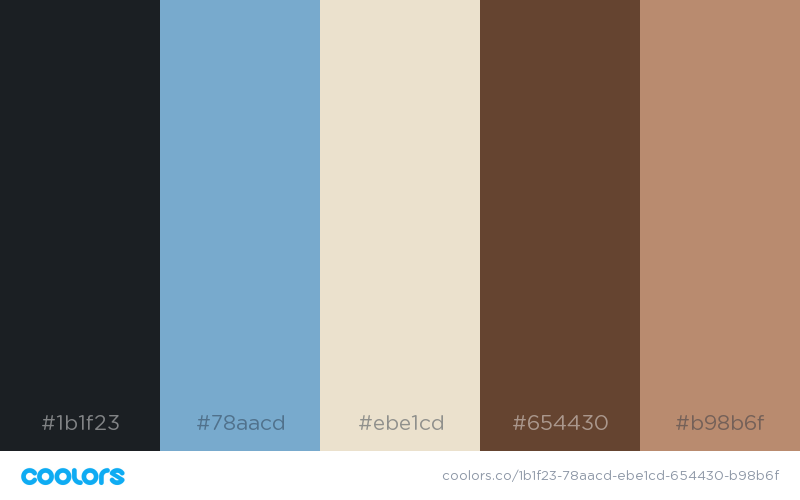 #1b1f23
#78aacd
#ebe1cd
#654430
#b98b6f
coolors
coolors.co/1b1f23-78aacd-ebe1cd-654430-b98b6f